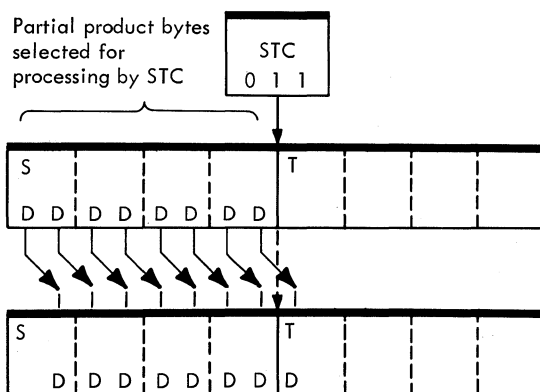 Partial product bytes
selected for
processing by STC
STC
0 1 1
S T
D D D D D D D D
S T
D D D D D D D D